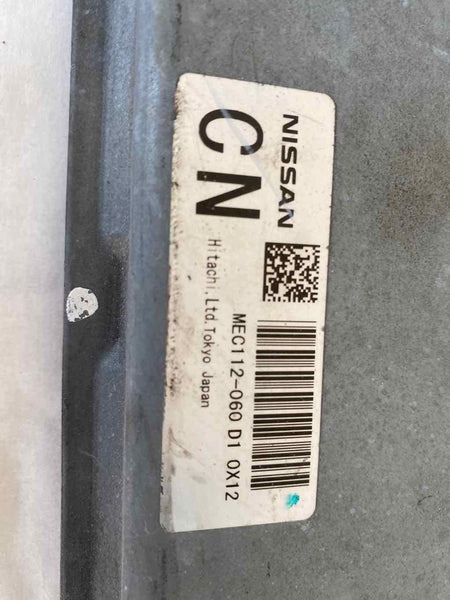 NISSAN
CN
MEC112-060 D1 0X12
Hitachi.Ltd.Tokyo Japan